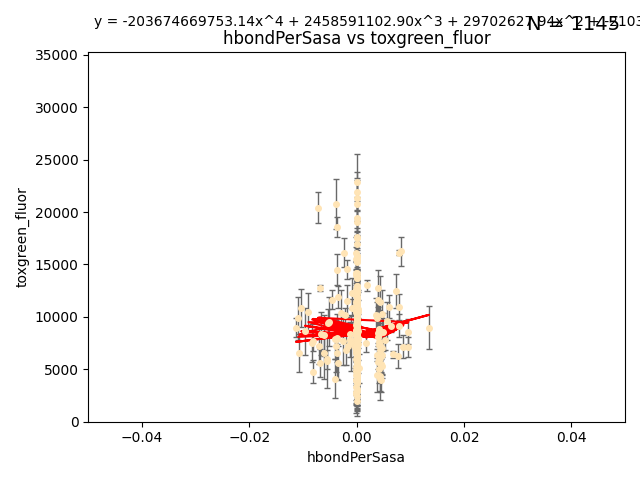 y = -203674669753.14x^4 + 2458591102.90x^3 + 29702627.94x^2 +
N = 1145
hbondPerSasa vs toxgreen_fluor
35000
30000
25000
20000
15000
10000
5000
0
toxgreen_fluor
-0.04
-0.02
0.00
0.02
0.04
hbondPerSasa